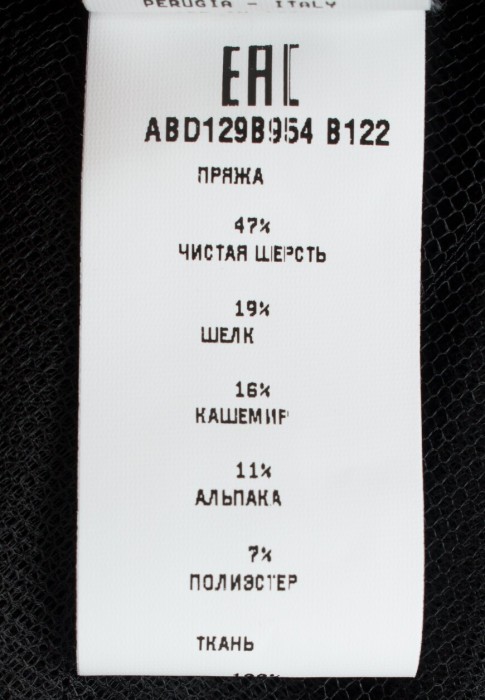 PERUGIA - ITALY
EAC
ABD129B954 B122
ПРЯЖА
47%
ЧИСТАЯ ШЕРСТЬ
19%
ШЕЛК
16%
КАШЕМИР
11%
АЛЬПАКА
7%
ПОЛИЭСТЕР
ТКАНЬ